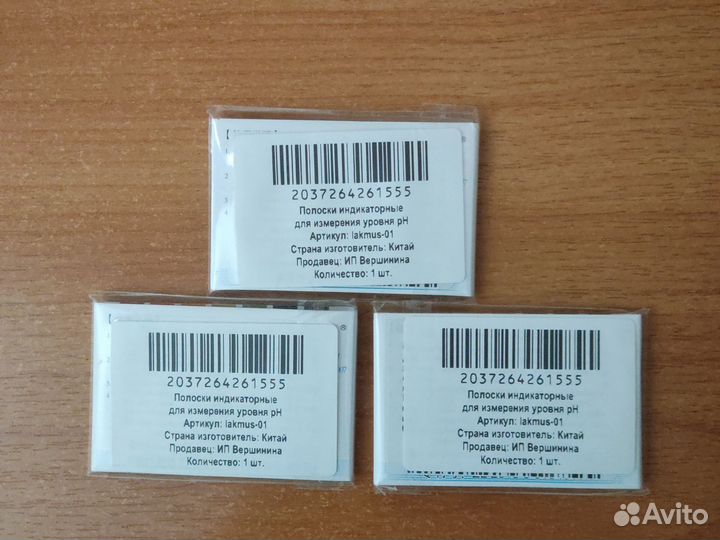 2037264261555
Полоски индикаторные
для измерения уровня pH
Артикул: lakmus-01
Страна изготовитель: Китай
Продавец: ИП Вершинина
Количество: 1 шт.
2037264261555
Полоски индикаторные
для измерения уровня pH
Артикул: lakmus-01
Страна изготовитель: Китай
Продавец: ИП Вершинина
Количество: 1 шт.
2037264261555
Полоски индикаторные
для измерения уровня pH
Артикул: lakmus-01
Страна изготовитель: Китай
Продавец: ИП Вершинина
Количество: 1 шт.
Avito